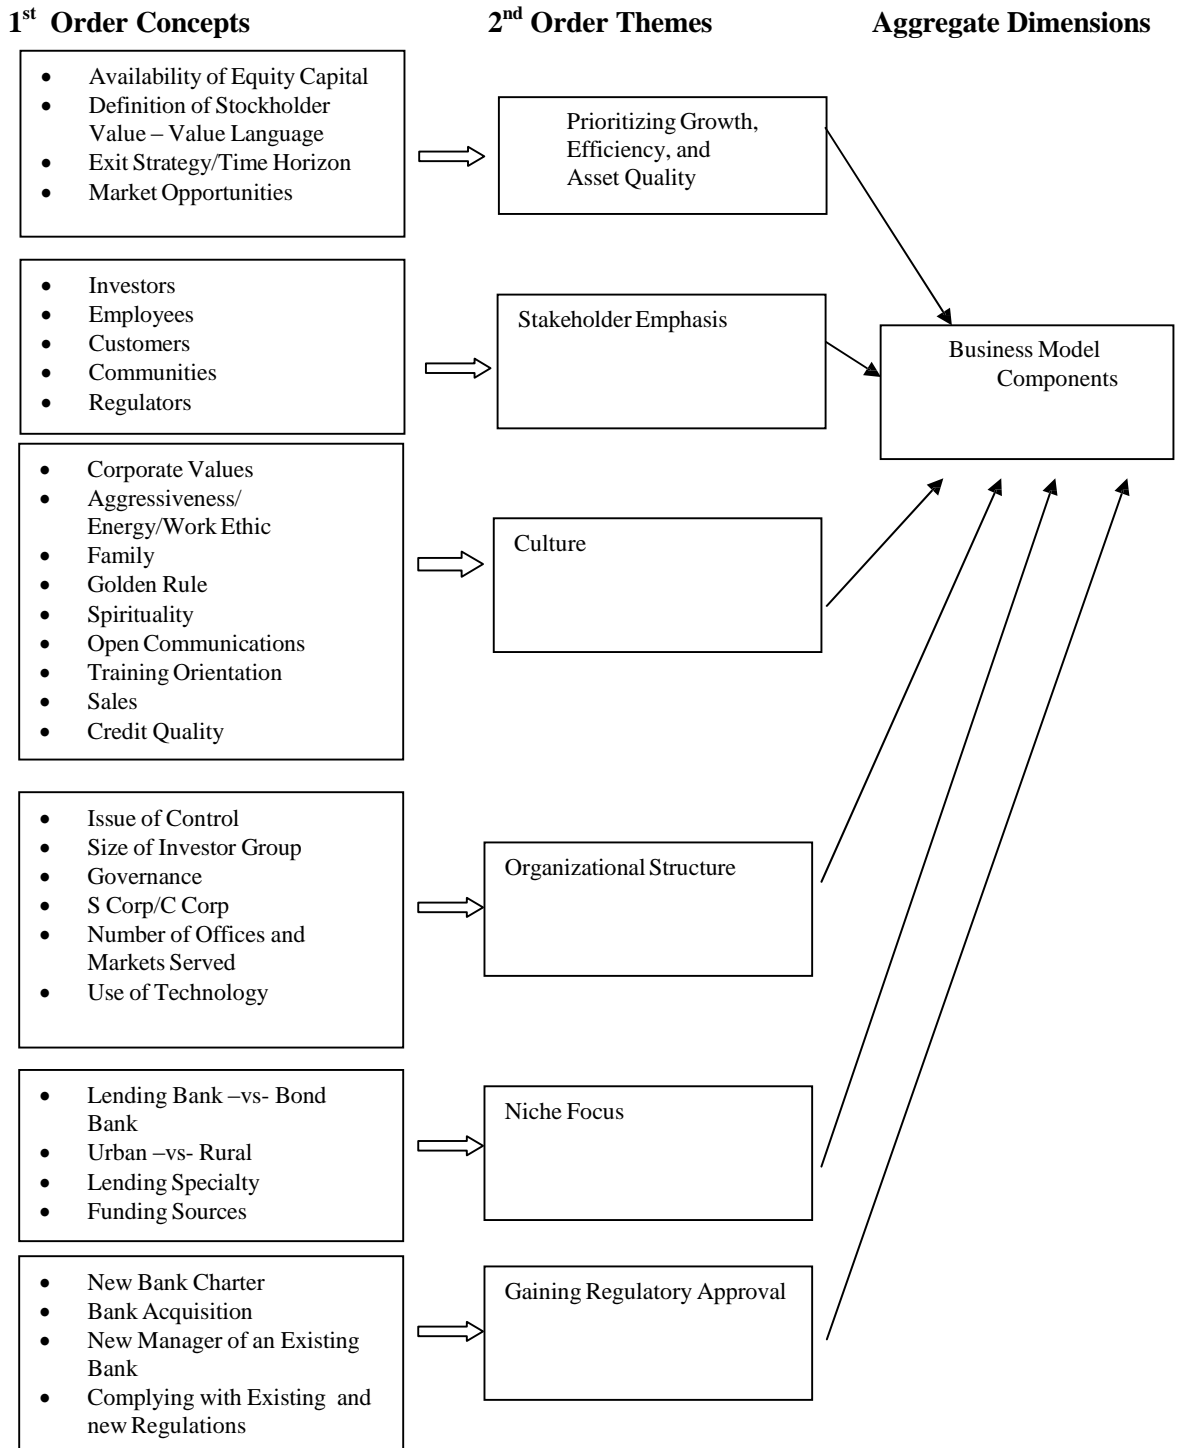 1st Order Concepts
2nd Order Themes
Aggregate Dimensions
• Availability of Equity Capital
• Definition of Stockholder
Value – Value Language
• Exit Strategy/Time Horizon
• Market Opportunities
Prioritizing Growth,
Efficiency, and
Asset Quality
• Investors
• Employees
• Customers
• Communities
• Regulators
Stakeholder Emphasis
Business Model
Components
• Corporate Values
• Aggressiveness/
Energy/Work Ethic
• Family
• Golden Rule
• Spirituality
• Open Communications
• Training Orientation
• Sales
• Credit Quality
Culture
• Issue of Control
• Size of Investor Group
• Governance
• S Corp/C Corp
• Number of Offices and
Markets Served
• Use of Technology
Organizational Structure
• Lending Bank –vs- Bond
Bank
• Urban –vs- Rural
• Lending Specialty
• Funding Sources
Niche Focus
• New Bank Charter
• Bank Acquisition
• New Manager of an Existing
Bank
• Complying with Existing and
new Regulations
Gaining Regulatory Approval